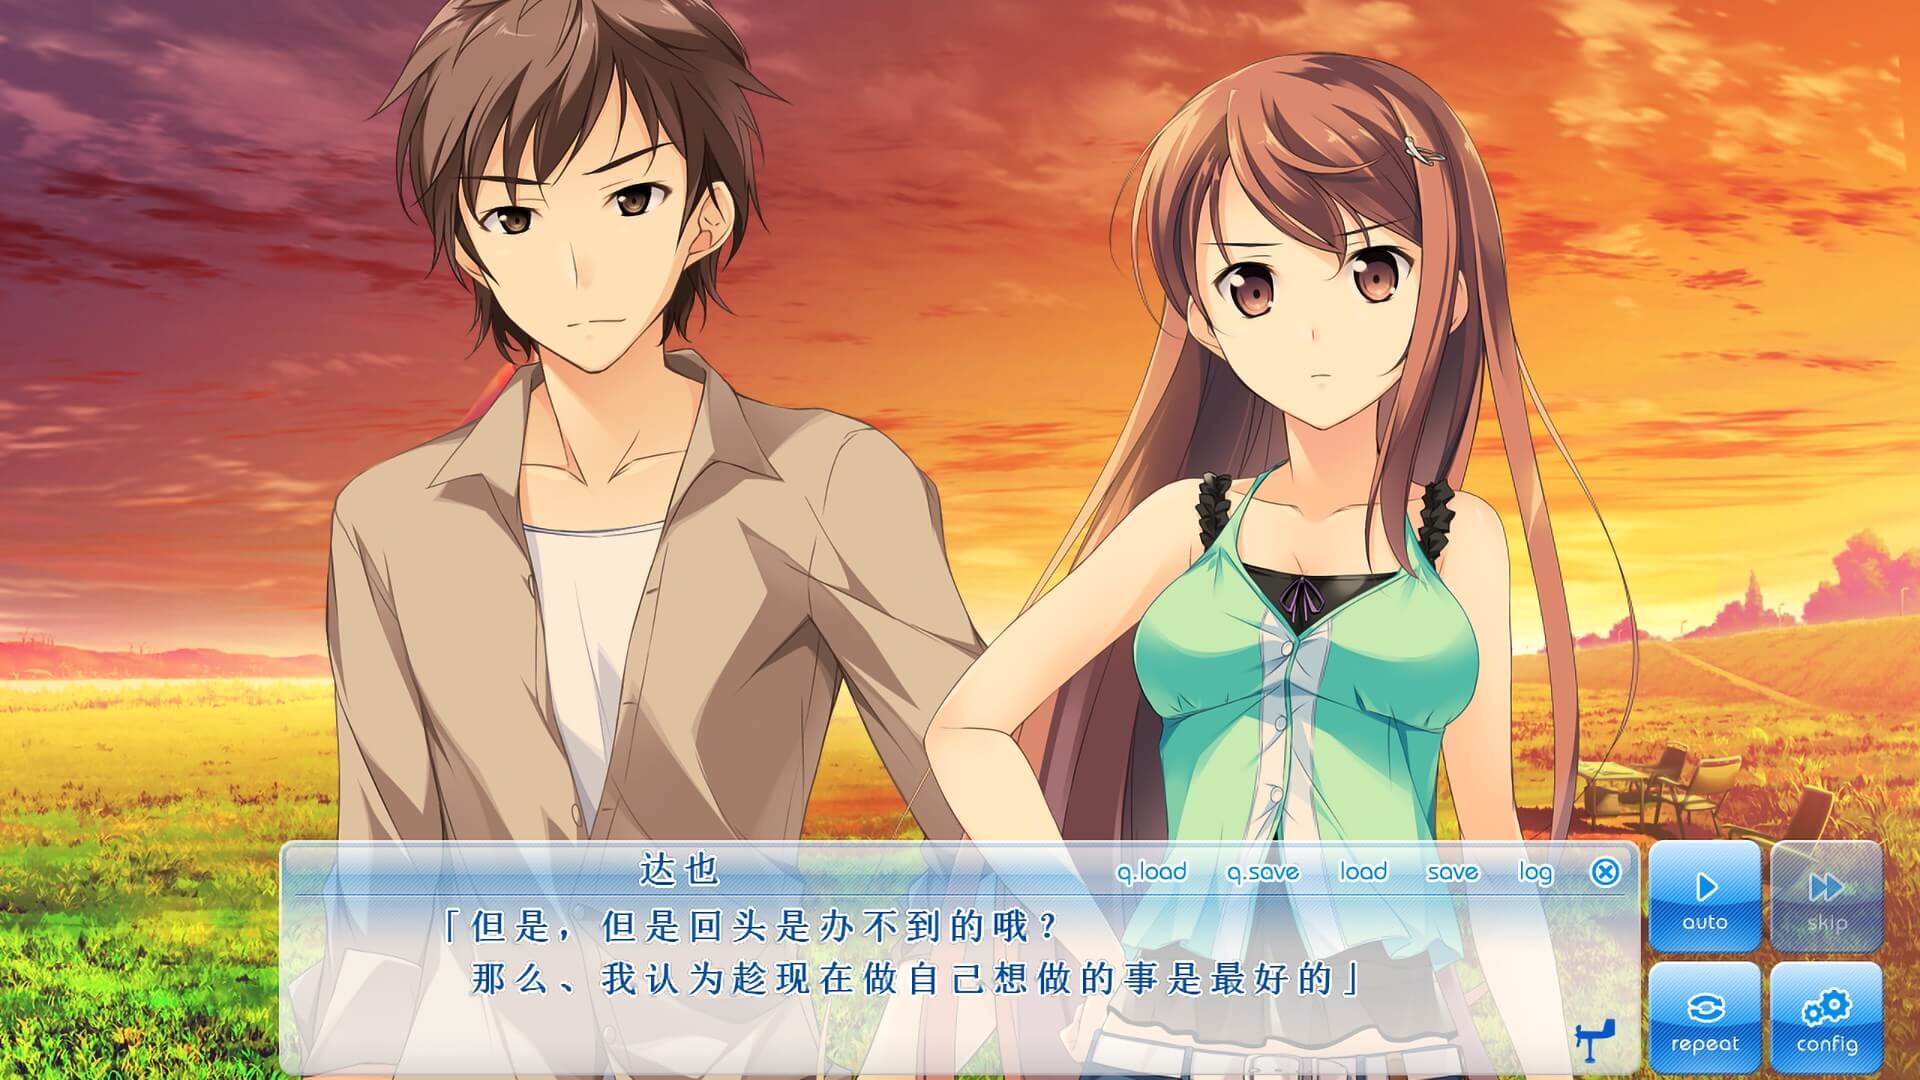 达也
q.load q.save load save log
「但是，但是回头是办不到的哦？
那么、我认为趁现在做自己想做的事是最好的」
auto
skip
repeat
config